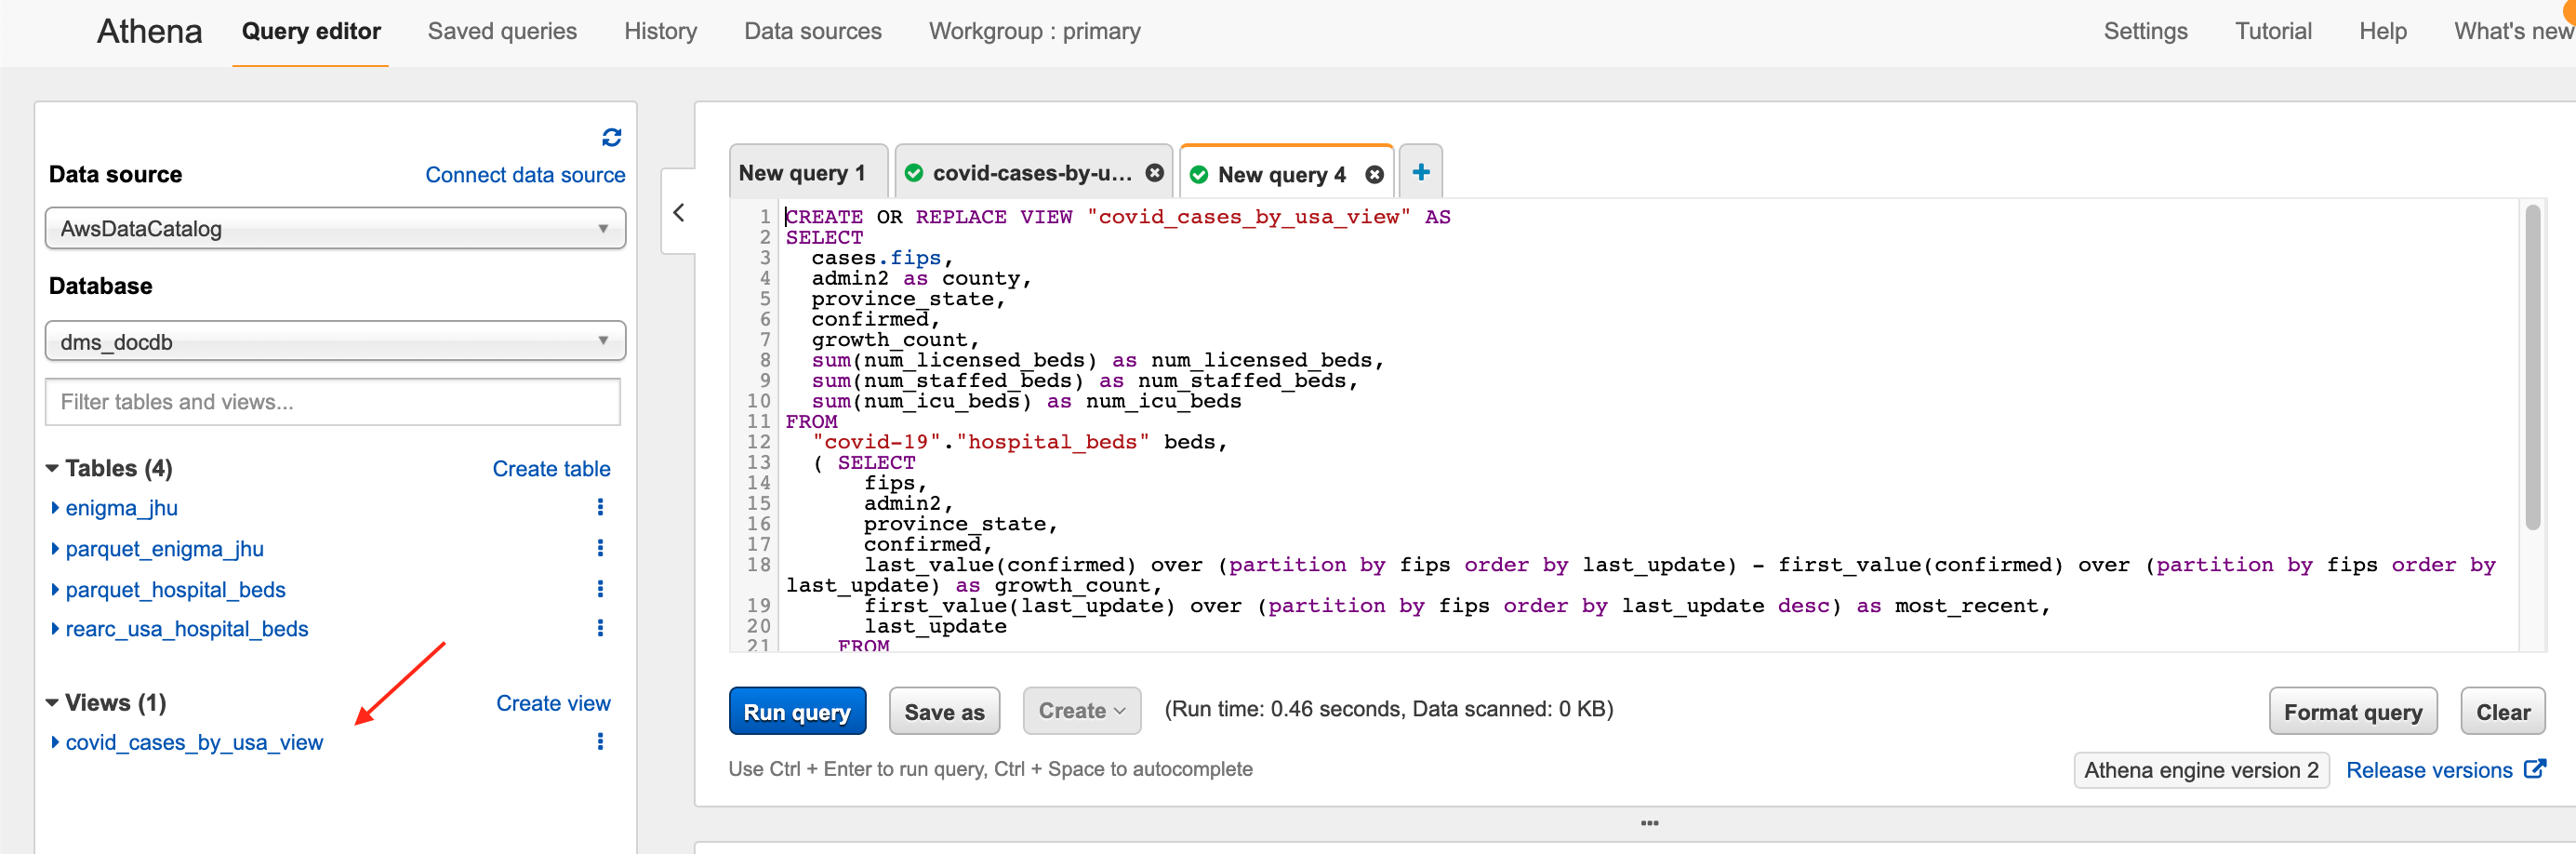 Athena Query editor Saved queries History Data sources Workgroup : primary Settings Tutorial Help What's new
Data source Connect data source
AwsDataCatalog
Database
dms_docdb
Filter tables and views...
Tables (4) Create table
enigma_jhu
parquet_enigma_jhu
parquet_hospital_beds
rearc_usa_hospital_beds
Views (1) Create view
covid_cases_by_usa_view
New query 1 covid-cases-by-u... New query 4
1 CREATE OR REPLACE VIEW "covid_cases_by_usa_view" AS
2 SELECT
3 cases.fips,
4 admin2 as county,
5 province_state,
6 confirmed,
7 growth_count,
8 sum(num_licensed_beds) as num_licensed_beds,
9 sum(num_staffed_beds) as num_staffed_beds,
10 sum(num_icu_beds) as num_icu_beds
11 FROM
12 "covid-19"."hospital_beds" beds,
13 ( SELECT
14 fips,
15 admin2,
16 province_state,
17 confirmed,
18 last_value(confirmed) over (partition by fips order by last_update) - first_value(confirmed) over (partition by fips order by
last_update) as growth_count,
19 first_value(last_update) over (partition by fips order by last_update desc) as most_recent,
20 last_update
21 FROM
Run query Save as Create (Run time: 0.46 seconds, Data scanned: 0 KB) Format query Clear
Use Ctrl + Enter to run query, Ctrl + Space to autocomplete
Athena engine version 2 Release versions